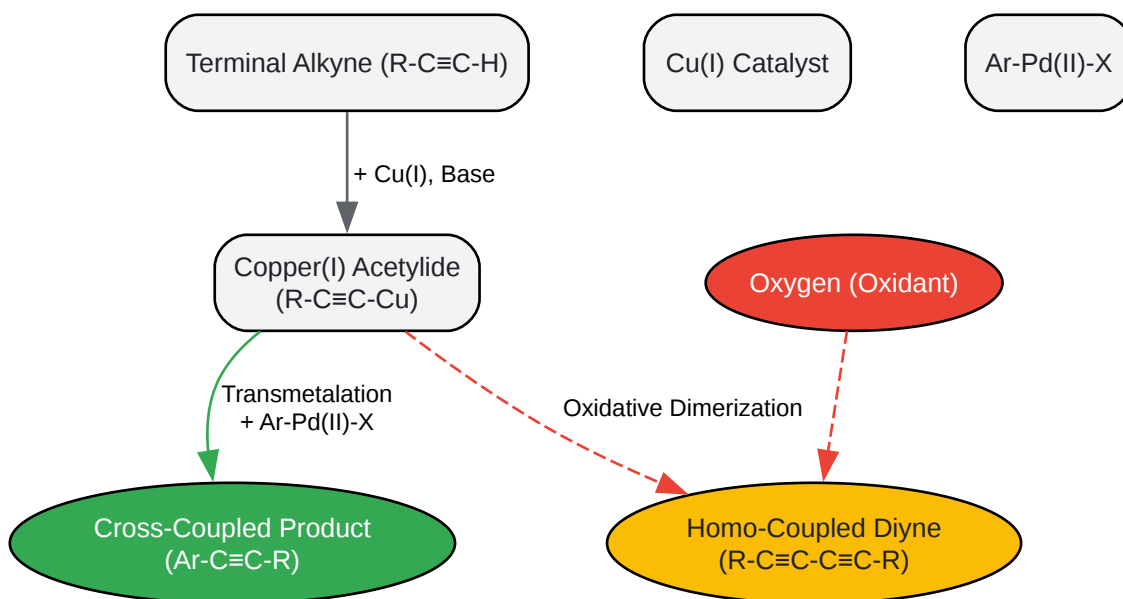 Terminal Alkyne (R-C≡C-H)
Cu(I) Catalyst
Ar-Pd(II)-X
+ Cu(I), Base
Copper(I) Acetylide
(R-C≡C-Cu)
Oxygen (Oxidant)
Transmetalation
+ Ar-Pd(II)-X
Oxidative Dimerization
Cross-Coupled Product
(Ar-C≡C-R)
Homo-Coupled Diyne
(R-C≡C-C≡C-R)